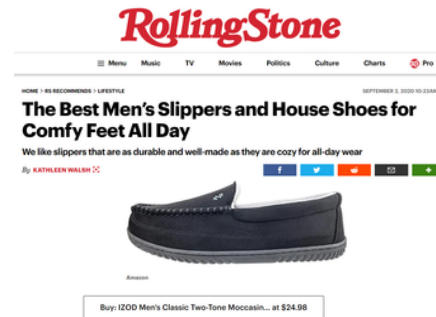 RollingStone
Menu Music TV Movies Politics Culture Charts Pro
HOME > RS RECOMMENDS > LIFESTYLE SEPTEMBER 2, 2020 10:23AM
The Best Men's Slippers and House Shoes for
Comfy Feet All Day
We like slippers that are as durable and well-made as they are cozy for all-day wear
By KATHLEEN WALSH
Amazon
Buy: IZOD Men's Classic Two-Tone Moccasin... at $24.98